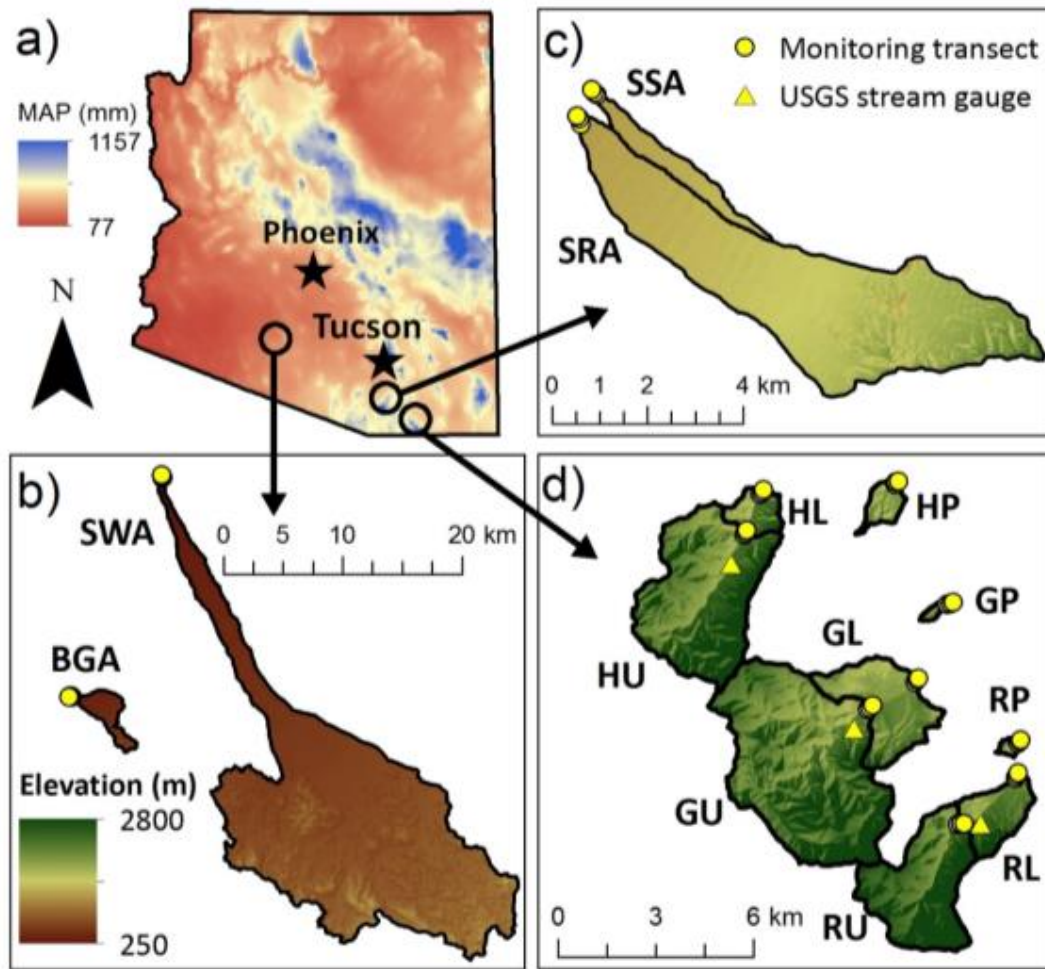 a)
MAP (mm)
1157
77
N
Phoenix
Tucson
c)
Monitoring transect
USGS stream gauge
SSA
SRA
0 1 2 4 km
b)
SWA
0 5 10 20 km
BGA
Elevation (m)
2800
250
d)
HL
HP
GP
GL
HU
RP
GU
RL
RU
0 3 6 km